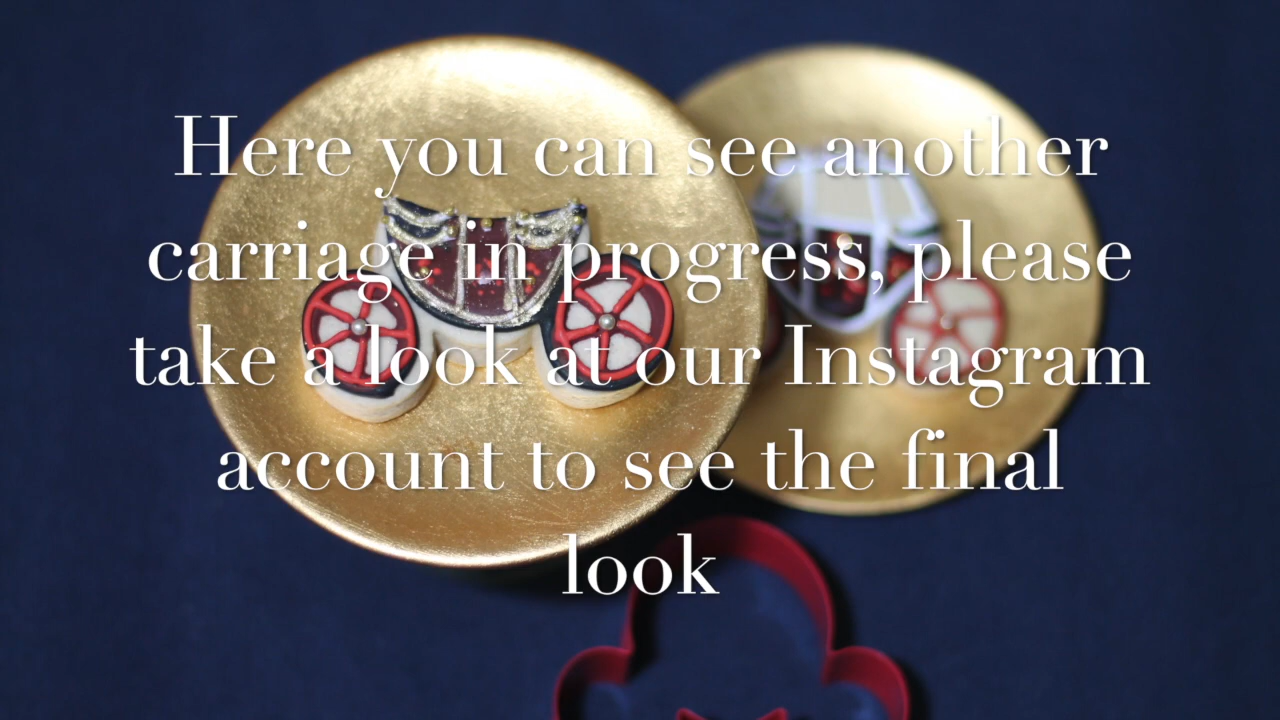 Here you can see another
carriage in progress, please
take a look at our Instagram
account to see the final
look